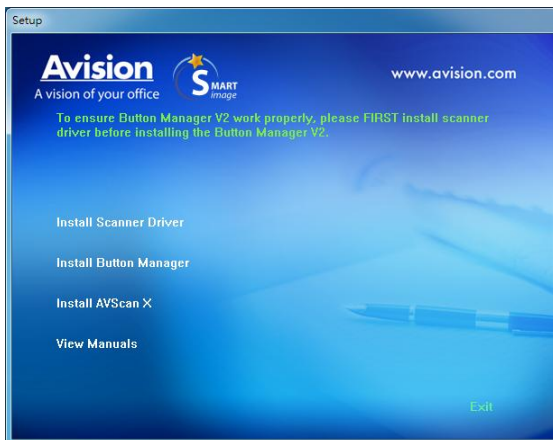 Setup
Avision
A vision of your office
SMART
image
www.avision.com
To ensure Button Manager V2 work properly, please FIRST install scanner
driver before installing the Button Manager V2.
Install Scanner Driver
Install Button Manager
Install AVScan X
View Manuals
Exit